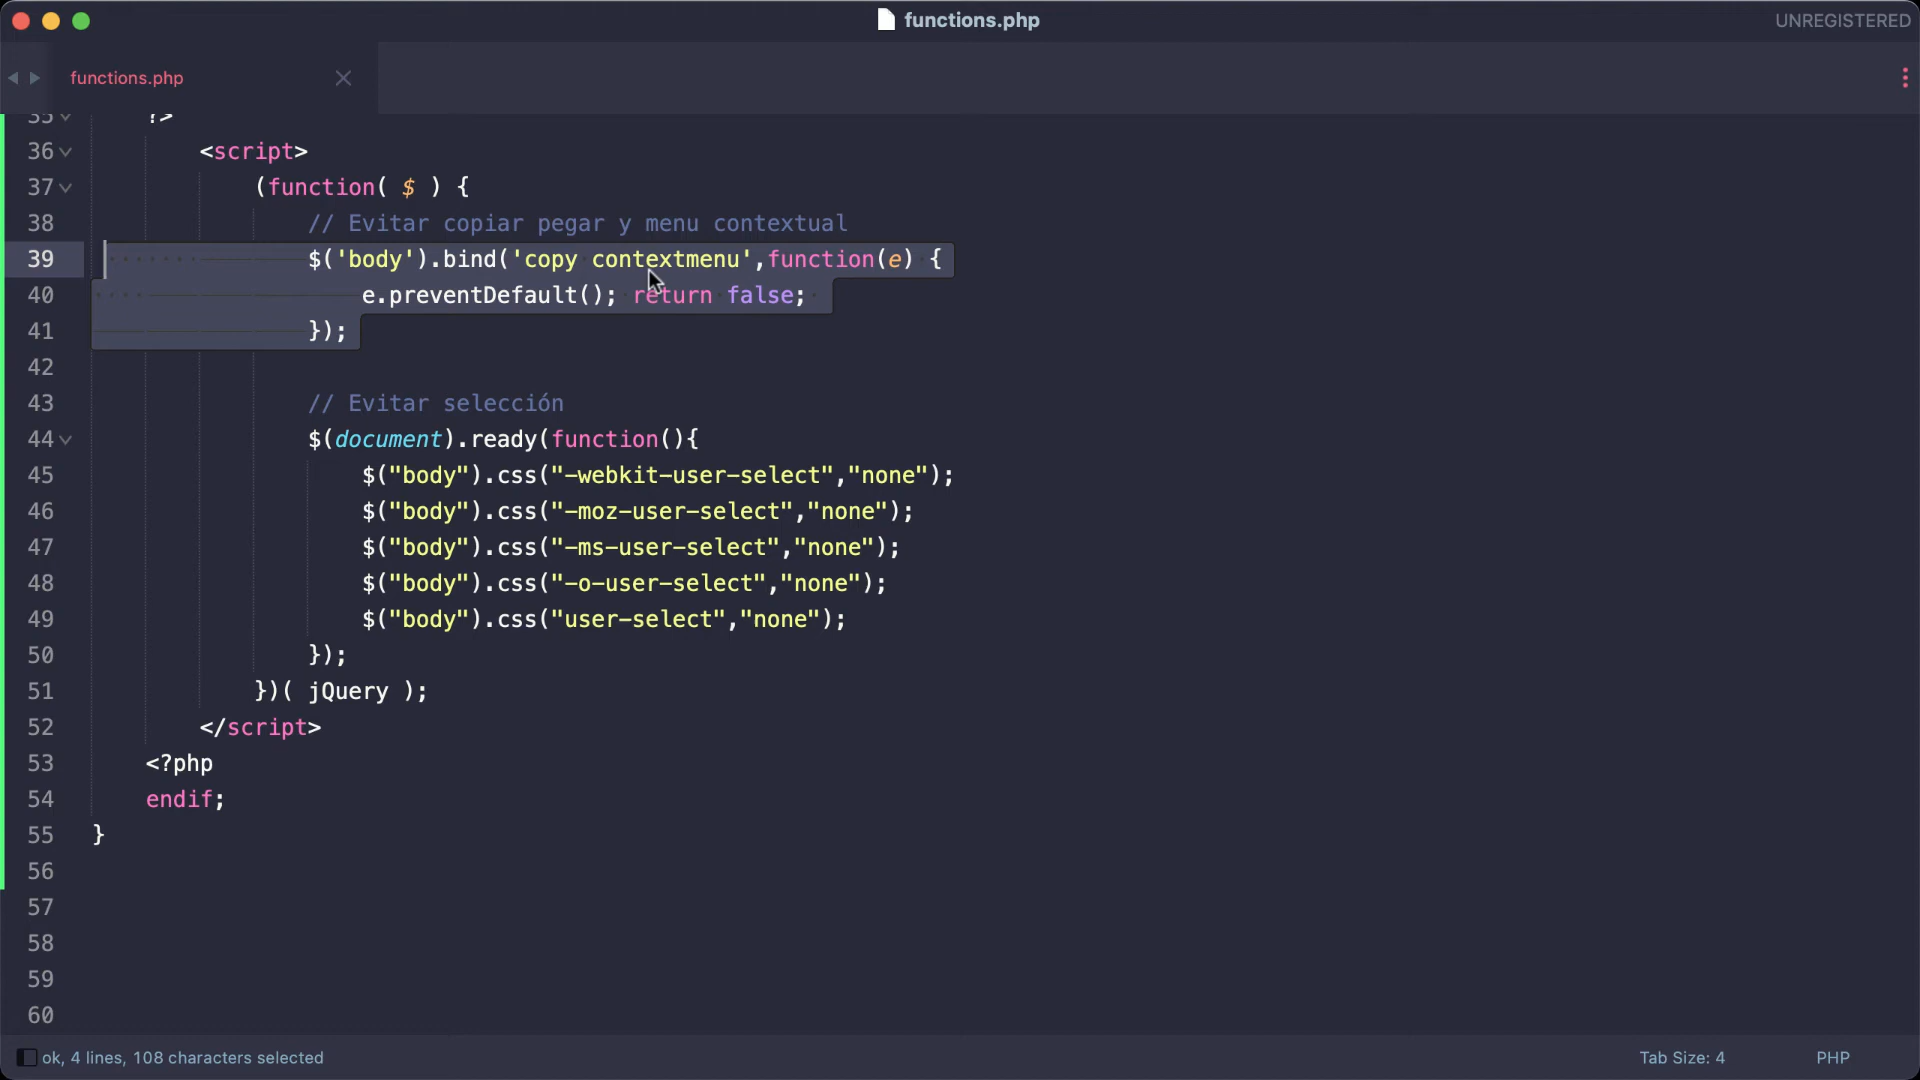 functions.php
UNREGISTERED
functions.php
35 ?>
36 <script>
37 (function( $ ) {
38 // Evitar copiar pegar y menu contextual
39 $('body').bind('copy contextmenu',function(e) {
40 e.preventDefault(); return false;
41 });
42
43 // Evitar selección
44 $(document).ready(function(){
45 $("body").css("-webkit-user-select","none");
46 $("body").css("-moz-user-select","none");
47 $("body").css("-ms-user-select","none");
48 $("body").css("-o-user-select","none");
49 $("body").css("user-select","none");
50 });
51 })( jQuery );
52 </script>
53 <?php
54 endif;
55 }
56
57
58
59
60
ok, 4 lines, 108 characters selected
Tab Size: 4
PHP